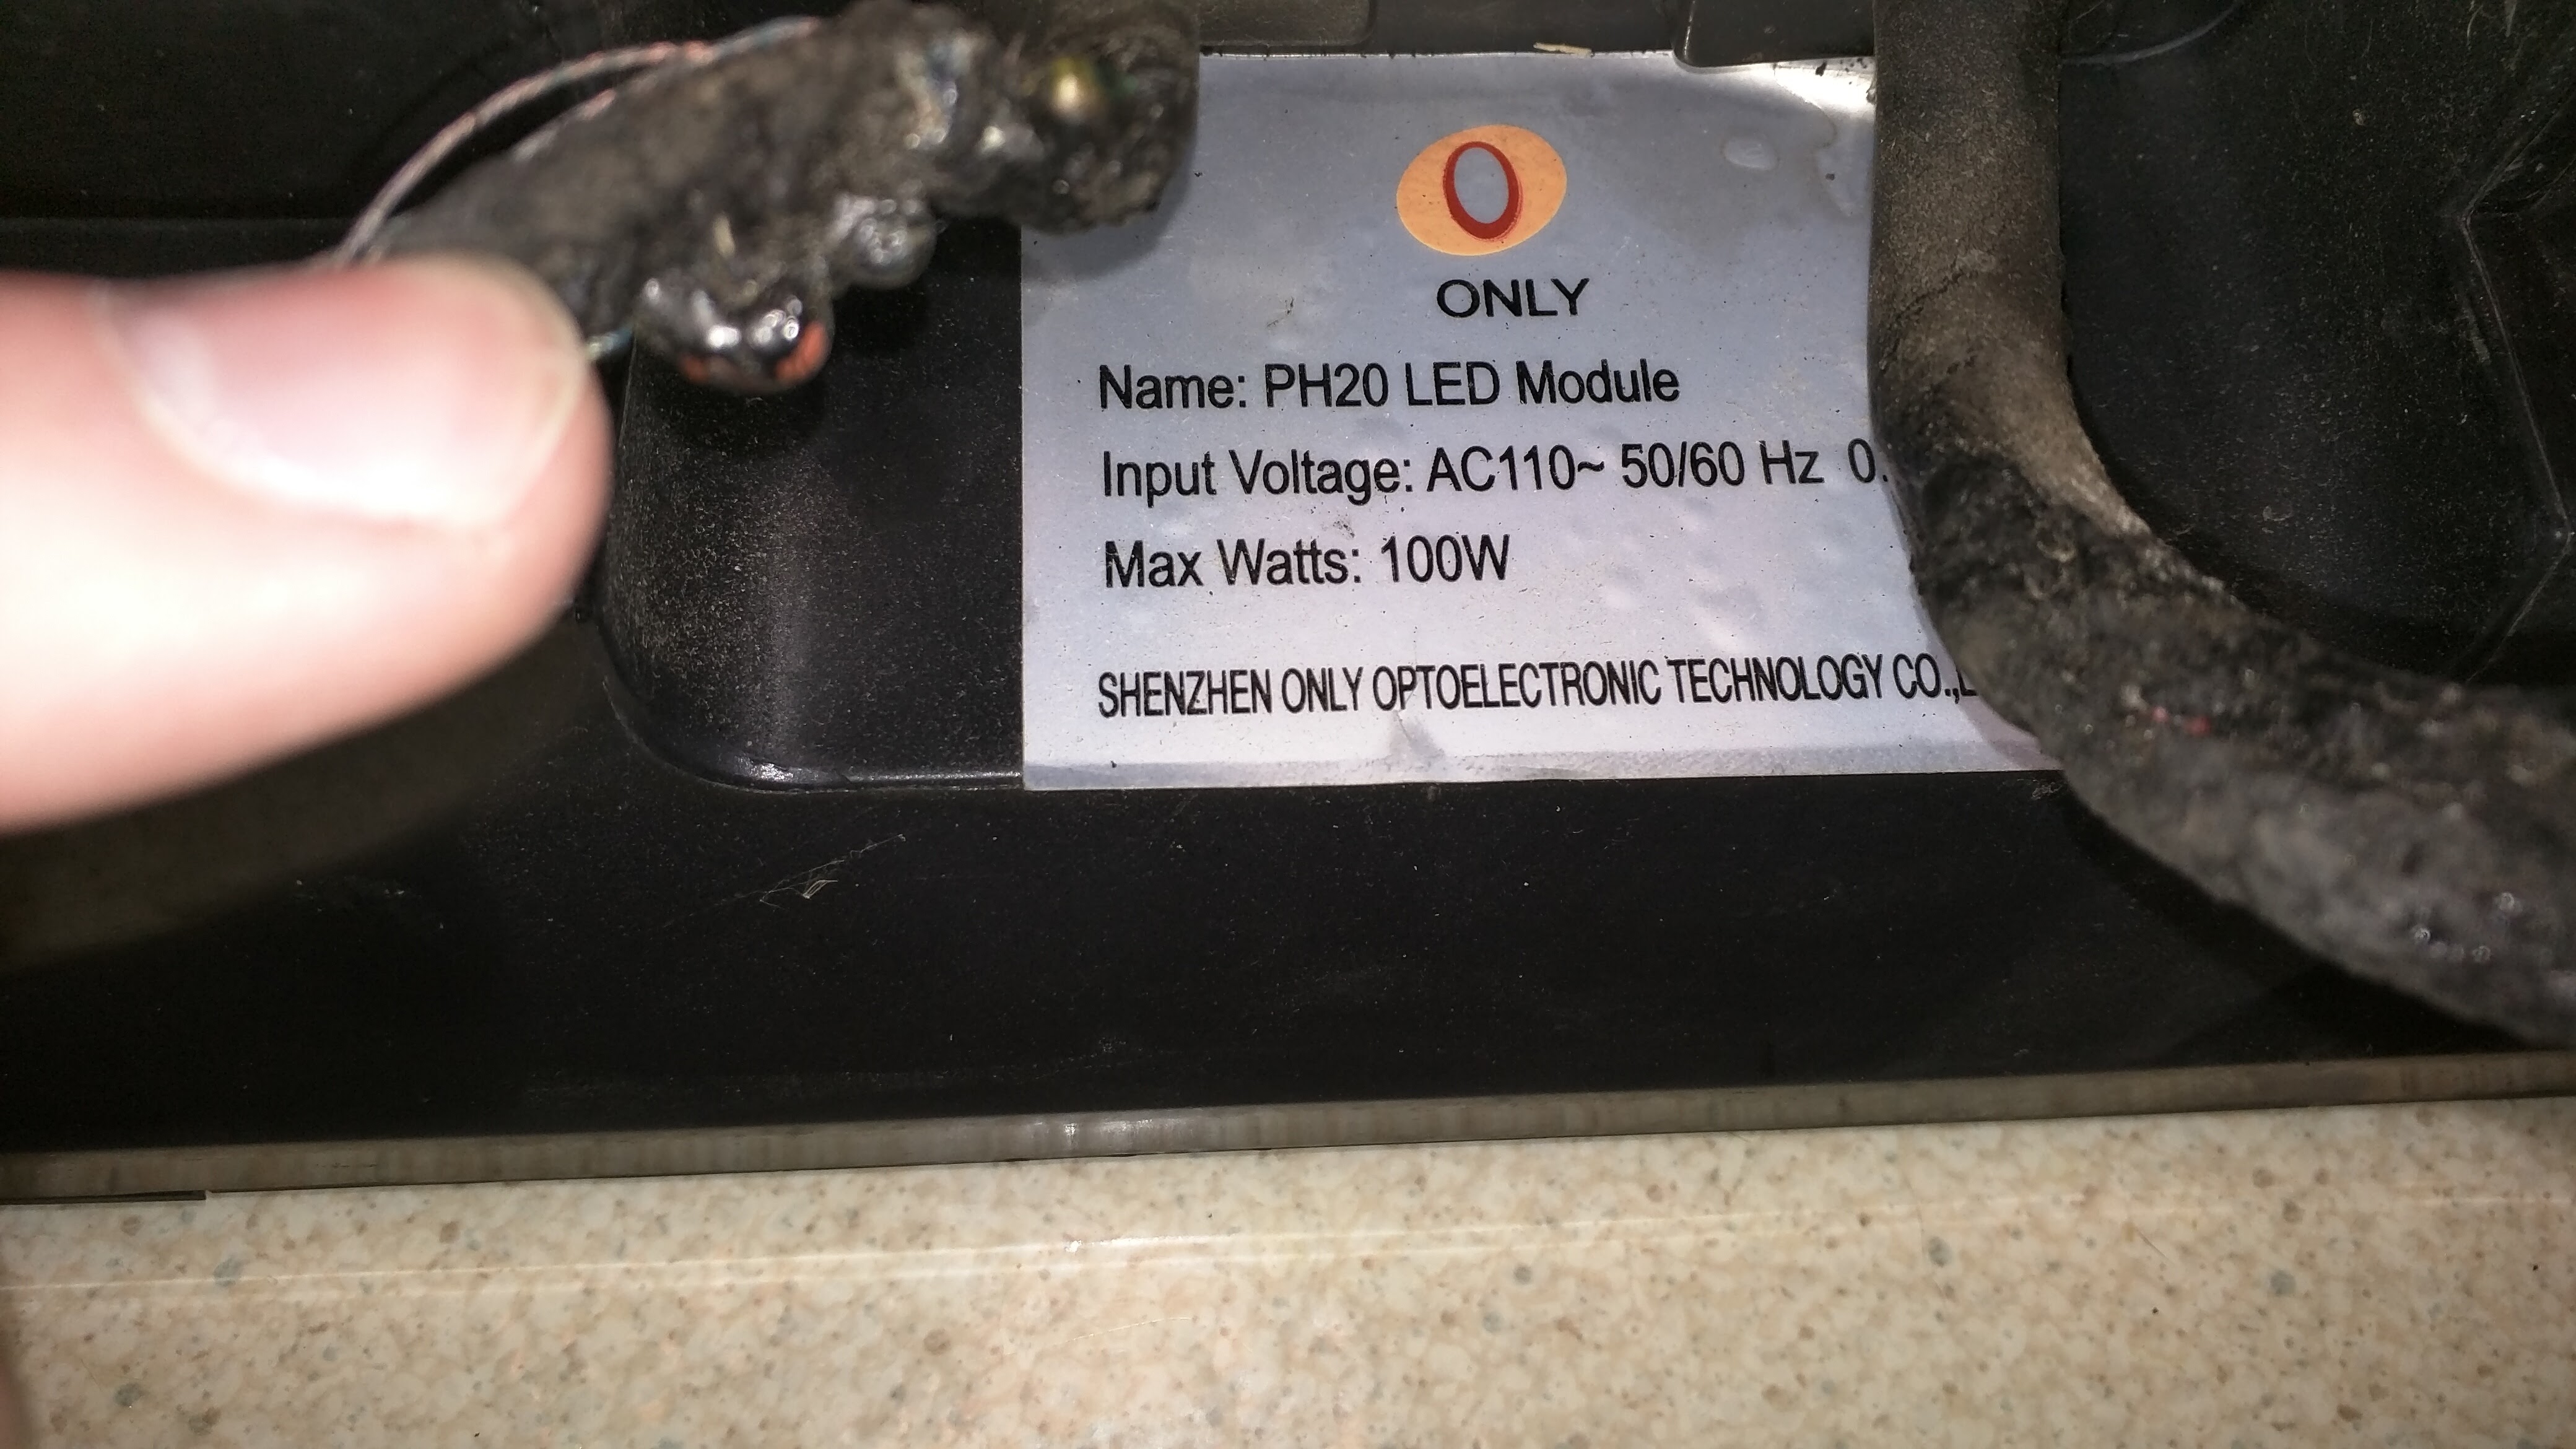 O
ONLY
Name: PH20 LED Module
Input Voltage: AC110~ 50/60 Hz 0.
Max Watts: 100W
SHENZHEN ONLY OPTOELECTRONIC TECHNOLOGY CO.,L